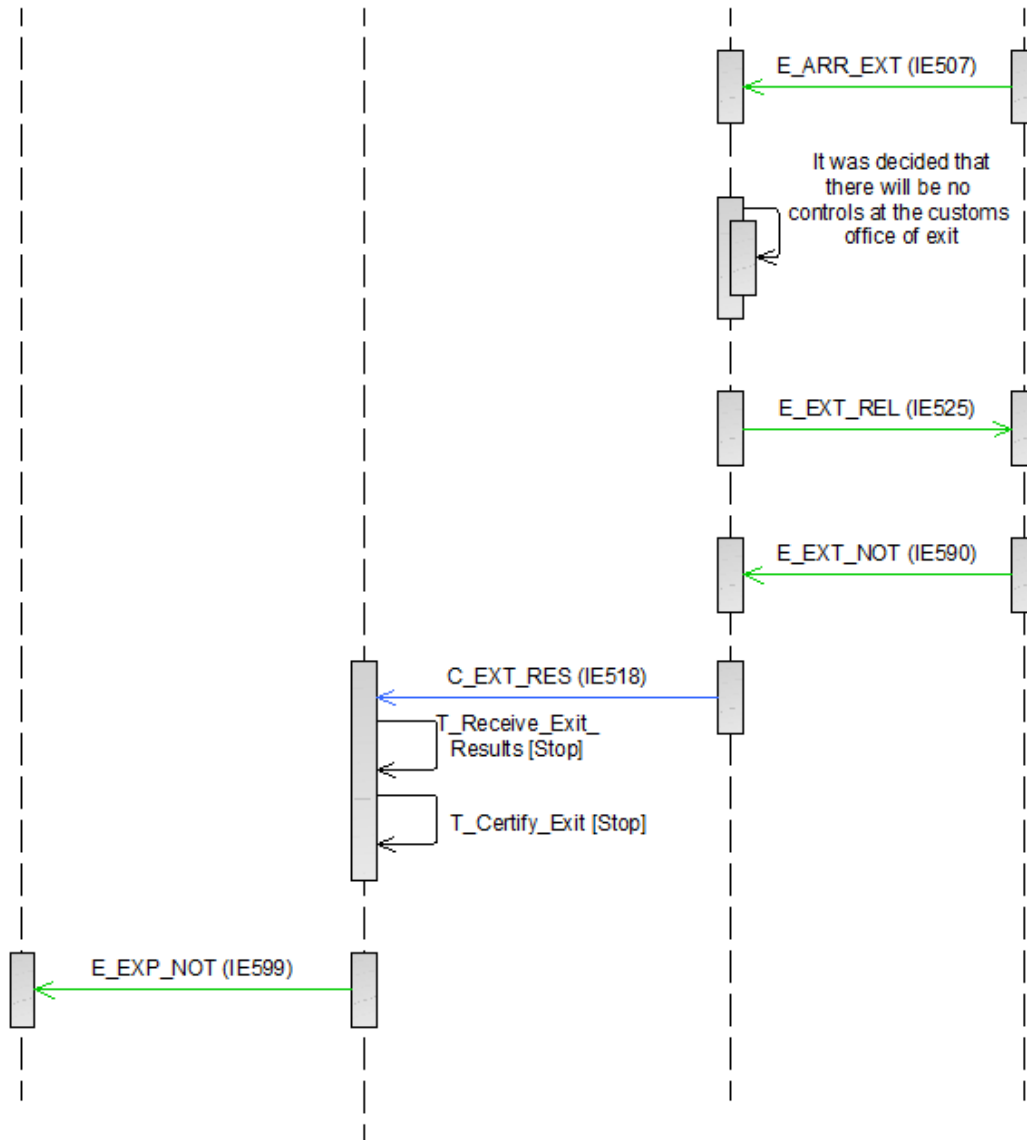 E_ARR_EXT (IE507)
It was decided that
there will be no
controls at the customs
office of exit
E_EXT_REL (IE525)
E_EXT_NOT (IE590)
C_EXT_RES (IE518)
T_Receive_Exit_
Results [Stop]
T_Certify_Exit [Stop]
E_EXP_NOT (IE599)